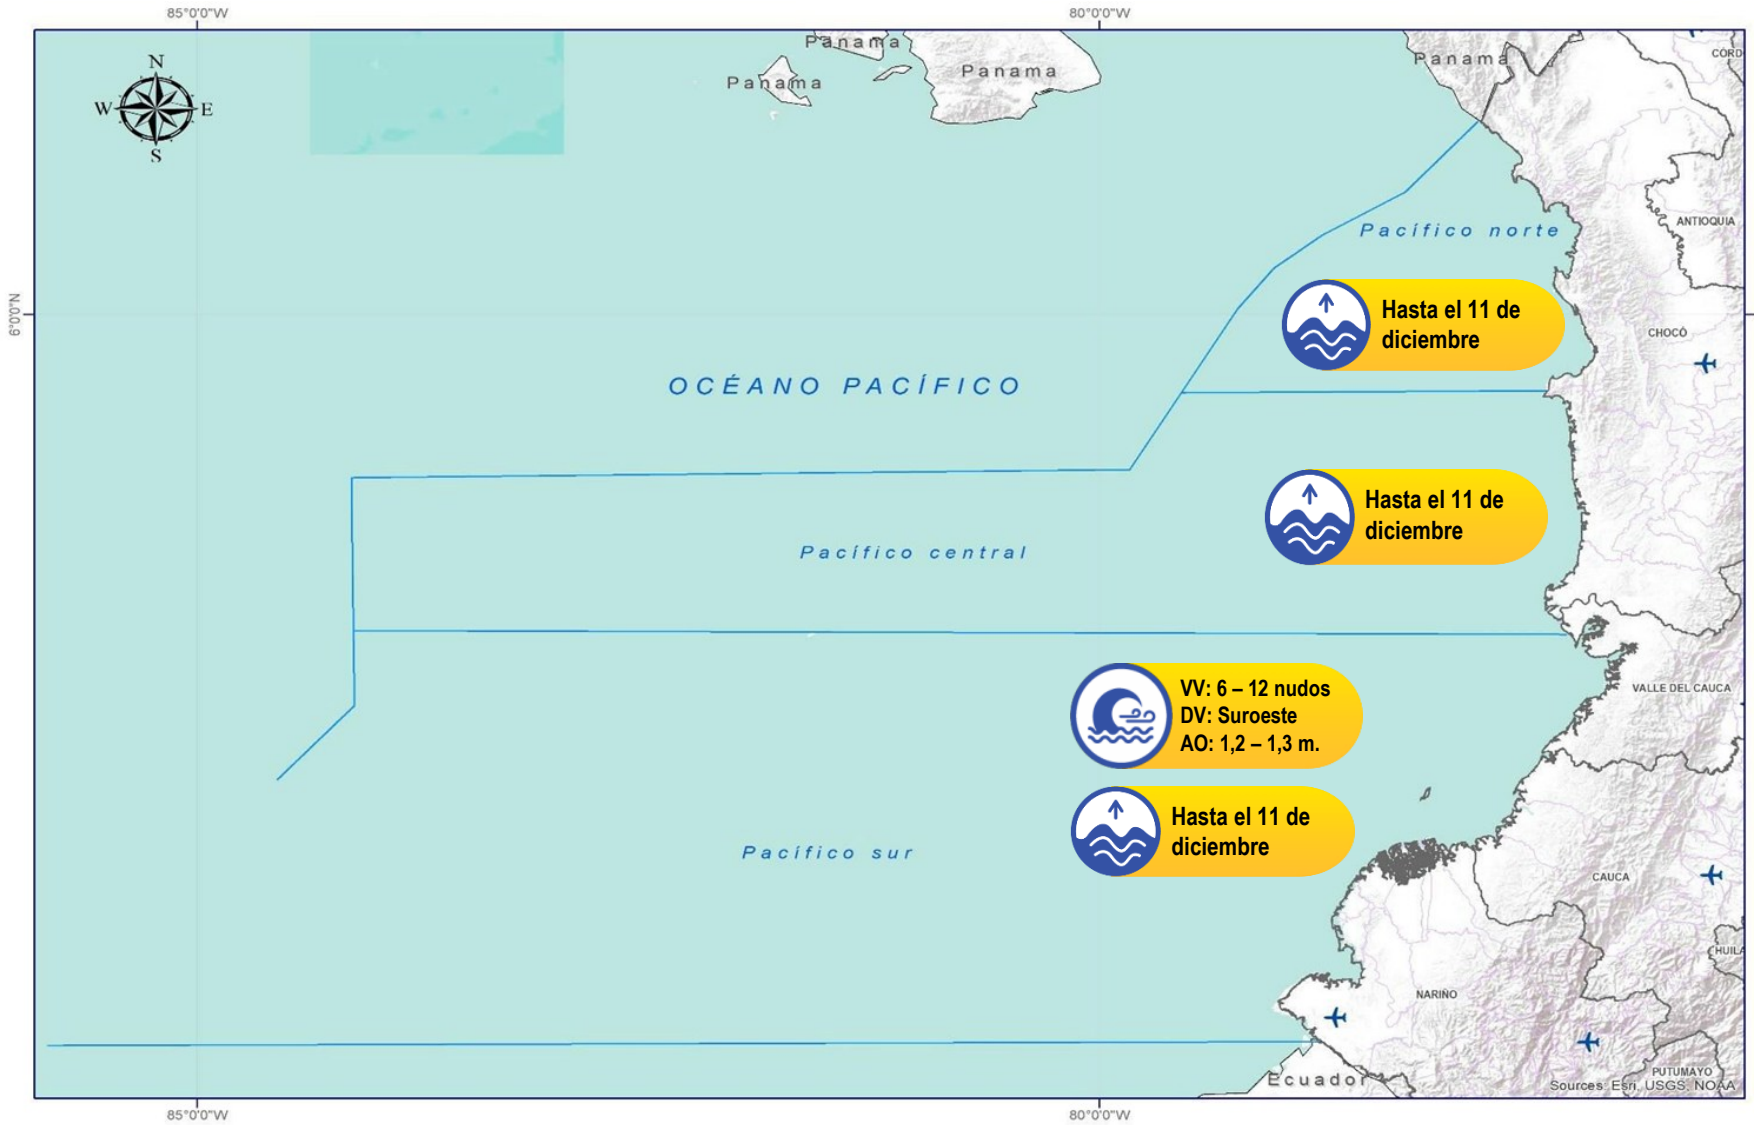 85°0'0"W
80°0'0"W
N
W
E
S
Panama
Panama
Panama
Panama
CORD
ANTIOQUIA
Pacífico norte
6°0'0"N
Hasta el 11 de
diciembre
CHOCÓ
OCÉANO PACÍFICO
Hasta el 11 de
diciembre
Pacífico central
VV: 6 – 12 nudos
DV: Suroeste
AO: 1,2 – 1,3 m.
VALLE DEL CAUCA
Hasta el 11 de
diciembre
Pacífico sur
CAUCA
HUILA
NARIÑO
PUTUMAYO
Ecuador
Sources: Esri, USGS, NOAA
85°0'0"W
80°0'0"W